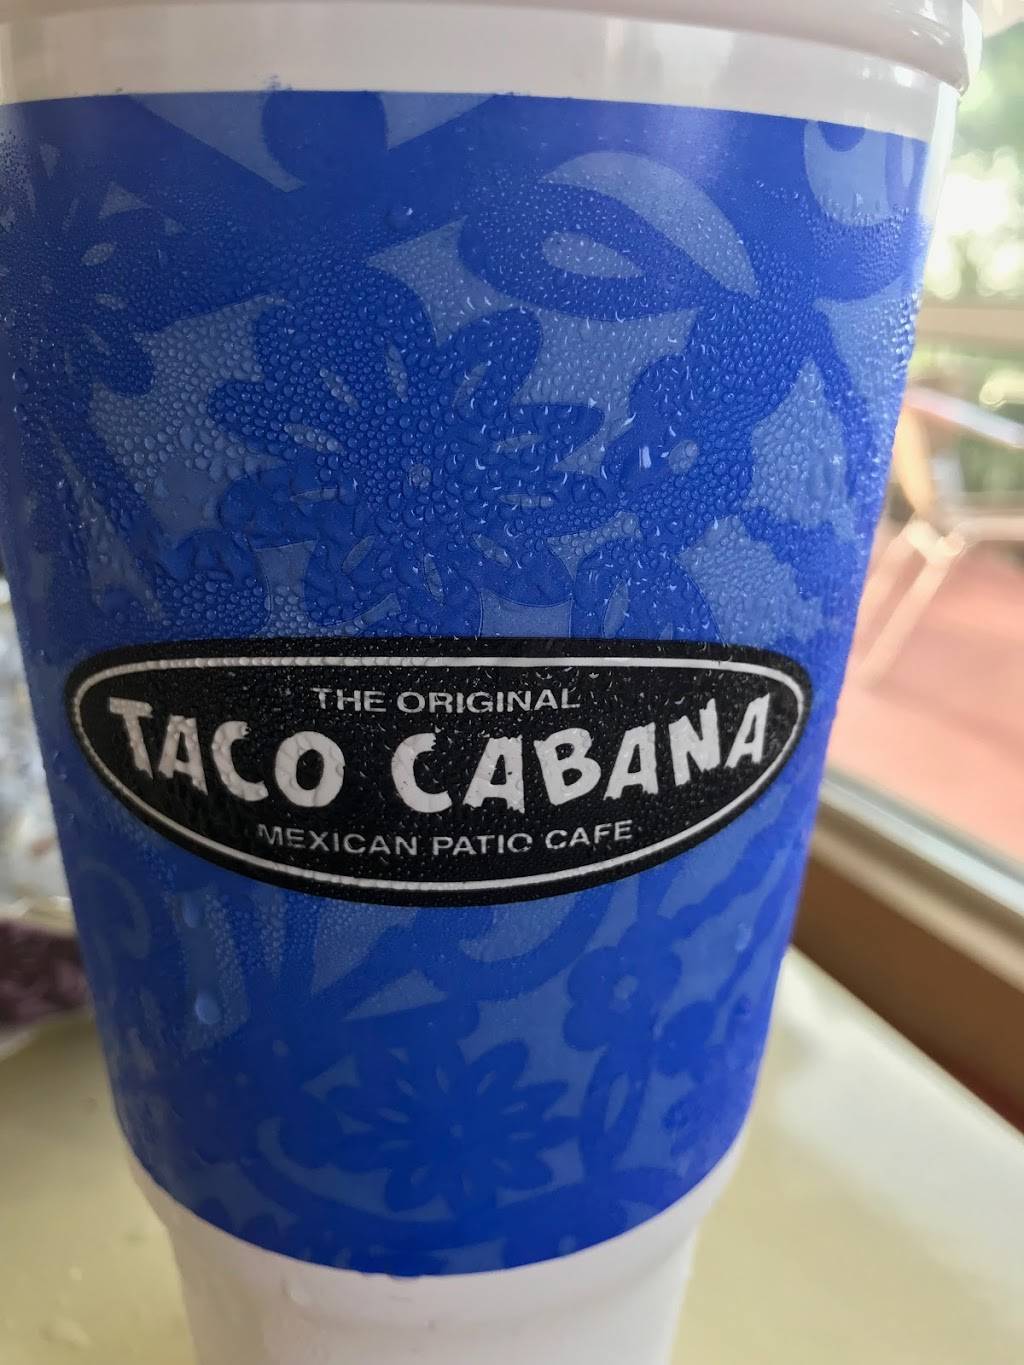 THE ORIGINAL
TACO CABANA
MEXICAN PATIO CAFE